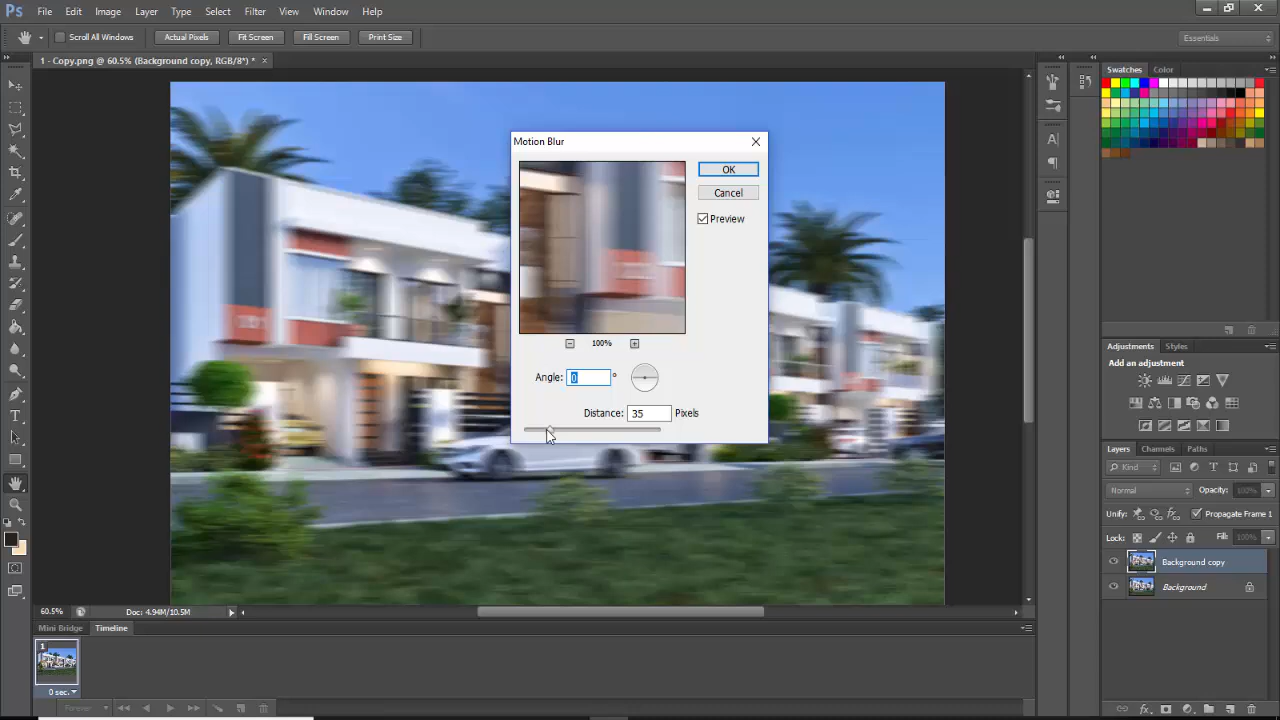 Ps File Edit Image Layer Type Select Filter View Window Help
Scroll All Windows Actual Pixels Fit Screen Fill Screen Print Size Essentials
1 - Copy.png @ 60.5% (Background copy, RGB/8*) * ×
Swatches Color
Motion Blur
OK
Cancel
Preview
100%
Angle: 0 °
Distance: 35 Pixels
Adjustments Styles
Add an adjustment
Layers Channels Paths
Kind
Normal Opacity: 100%
Unify: Propagate Frame 1
Lock: Fill: 100%
Background copy
Background
60.5% Doc: 4.94M/10.5M
Mini Bridge Timeline
1
0 sec.
Forever